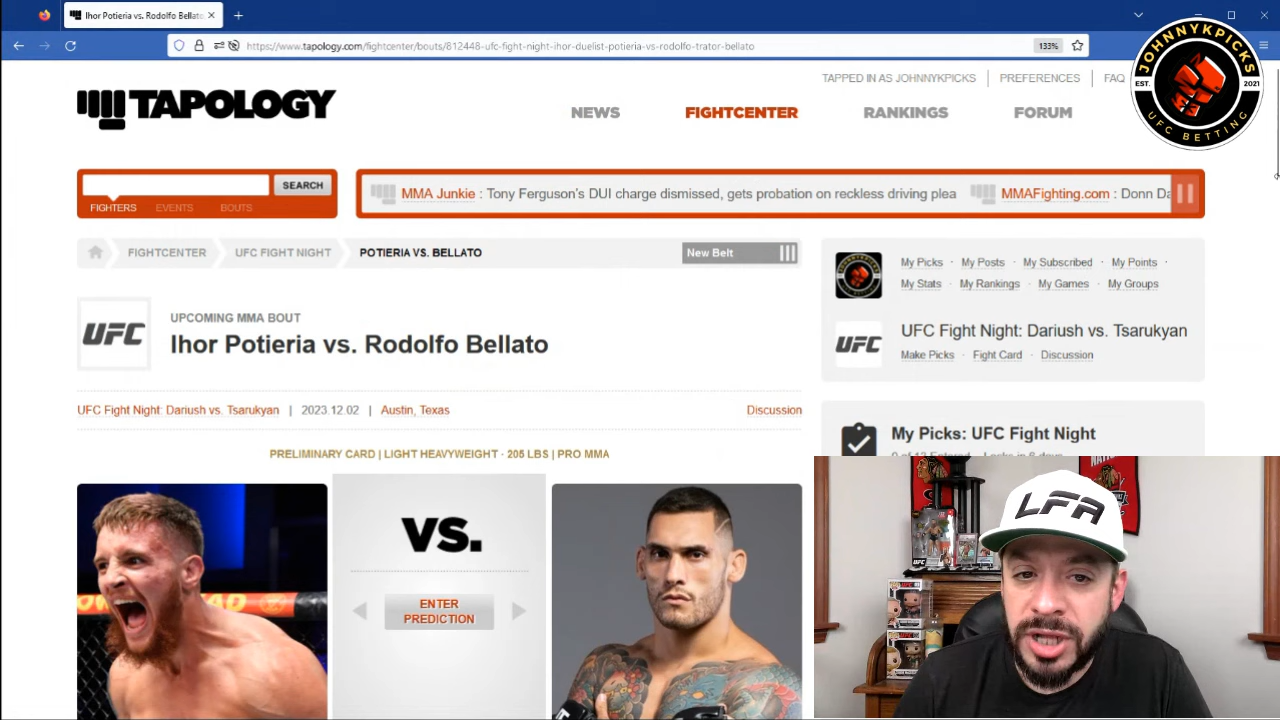 Ihor Potieria vs. Rodolfo Bellato
https://www.tapology.com/fightcenter/bouts/812448-ufc-fight-night-ihor-duelist-potieria-vs-rodolfo-trator-bellato
133%
JOHNNYKPICKS
EST. 2021
UFC BETTING
TAPPED IN AS JOHNNYKPICKS
PREFERENCES
FAQ
TAPOLOGY
NEWS
FIGHTCENTER
RANKINGS
FORUM
SEARCH
FIGHTERS
EVENTS
BOUTS
MMA Junkie : Tony Ferguson's DUI charge dismissed, gets probation on reckless driving plea
MMAFighting.com : Donn Da
FIGHTCENTER
UFC FIGHT NIGHT
POTIERIA VS. BELLATO
New Belt
UFC
UPCOMING MMA BOUT
Ihor Potieria vs. Rodolfo Bellato
UFC Fight Night: Dariush vs. Tsarukyan | 2023.12.02 | Austin, Texas
Discussion
PRELIMINARY CARD | LIGHT HEAVYWEIGHT · 205 LBS | PRO MMA
VS.
ENTER
PREDICTION
My Picks · My Posts · My Subscribed · My Points ·
My Stats · My Rankings · My Games · My Groups
UFC
UFC Fight Night: Dariush vs. Tsarukyan
Make Picks · Fight Card · Discussion
My Picks: UFC Fight Night
LFA